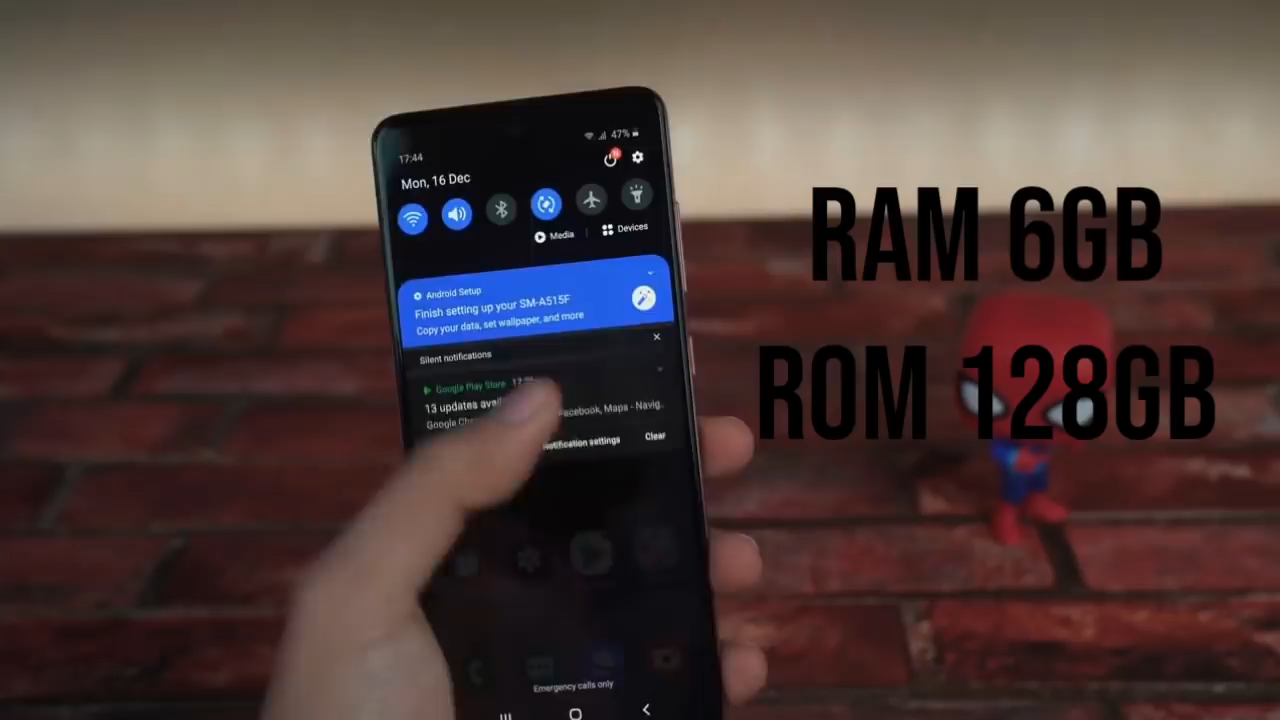 17:44
47%
Mon, 16 Dec
Media
Devices
Android Setup
Finish setting up your SM-A515F
Copy your data, set wallpaper, and more
Silent notifications
Google Play Store
13 updates
Google
Facebook, Maps - Navig..
notification settings
Clear
Emergency calls only
RAM 6GB
ROM 128GB